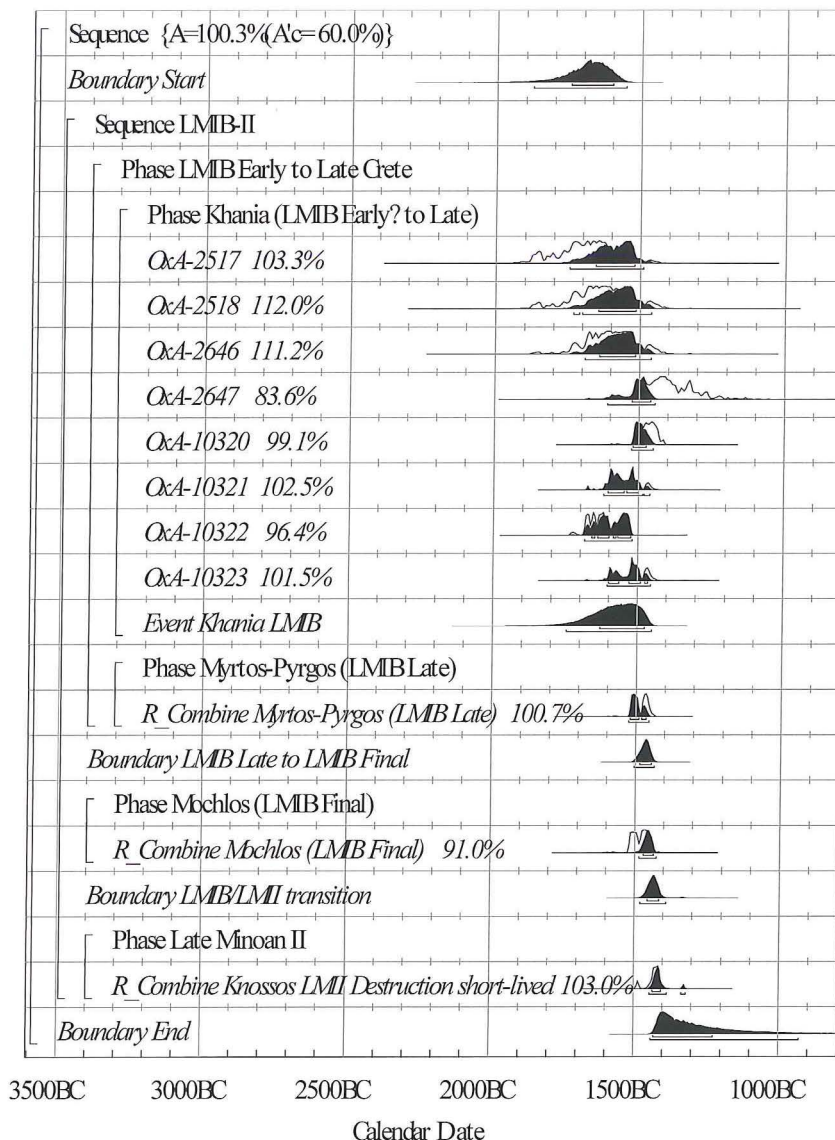 Sequence {A=100.3%(A'c=60.0%)}
Boundary Start
Sequence LMIB-II
Phase LMIB Early to Late Crete
Phase Khania (LMIB Early? to Late)
OxA-2517 103.3%
OxA-2518 112.0%
OxA-2646 111.2%
OxA-2647 83.6%
OxA-10320 99.1%
OxA-10321 102.5%
OxA-10322 96.4%
OxA-10323 101.5%
Event Khania LMIB
Phase Myrtos-Pyrgos (LMIB Late)
R_Combine Myrtos-Pyrgos (LMIB Late) 100.7%
Boundary LMIB Late to LMIB Final
Phase Mochlos (LMIB Final)
R_Combine Mochlos (LMIB Final) 91.0%
Boundary LMIB/LMII transition
Phase Late Minoan II
R_Combine Knossos LMII Destruction short-lived 103.0%
Boundary End
3500BC 3000BC 2500BC 2000BC 1500BC 1000BC
Calendar Date